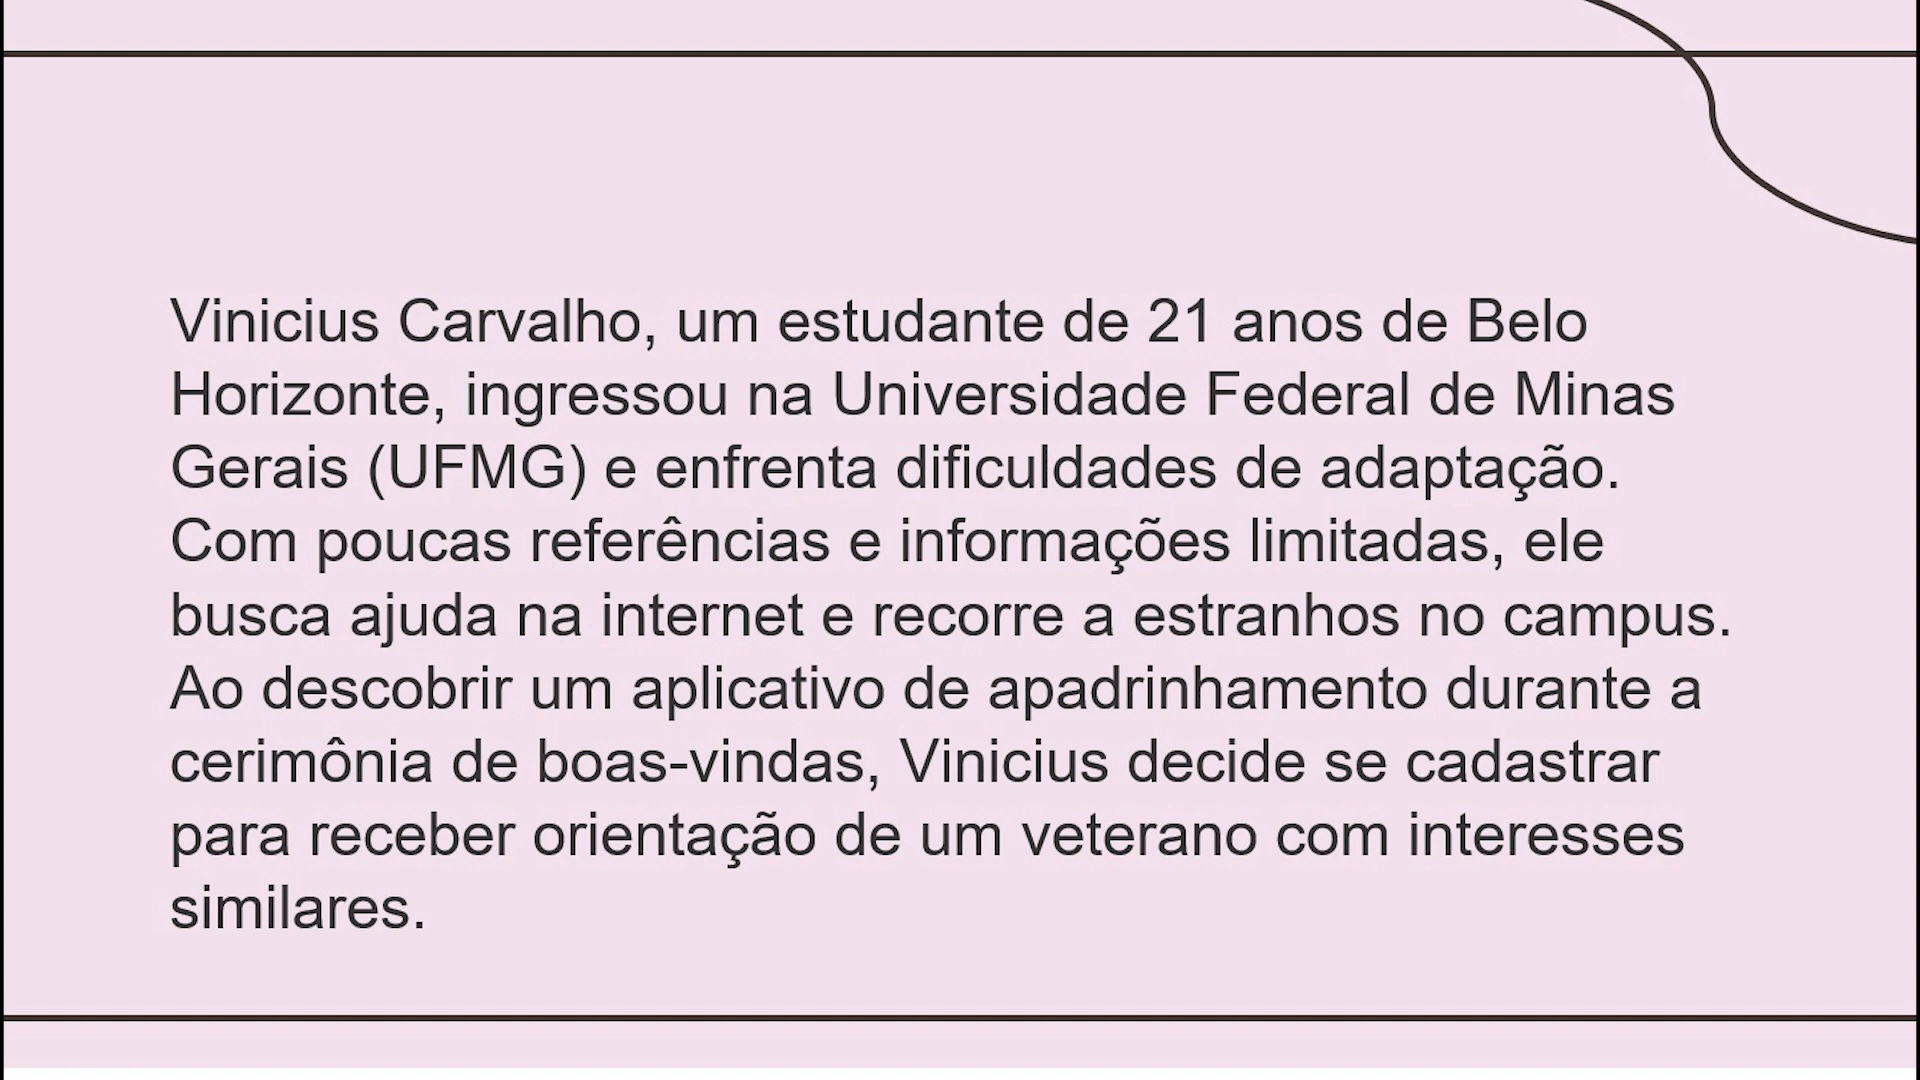 Vinicius Carvalho, um estudante de 21 anos de Belo
Horizonte, ingressou na Universidade Federal de Minas
Gerais (UFMG) e enfrenta dificuldades de adaptação.
Com poucas referências e informações limitadas, ele
busca ajuda na internet e recorre a estranhos no campus.
Ao descobrir um aplicativo de apadrinhamento durante a
cerimônia de boas-vindas, Vinicius decide se cadastrar
para receber orientação de um veterano com interesses
similares.